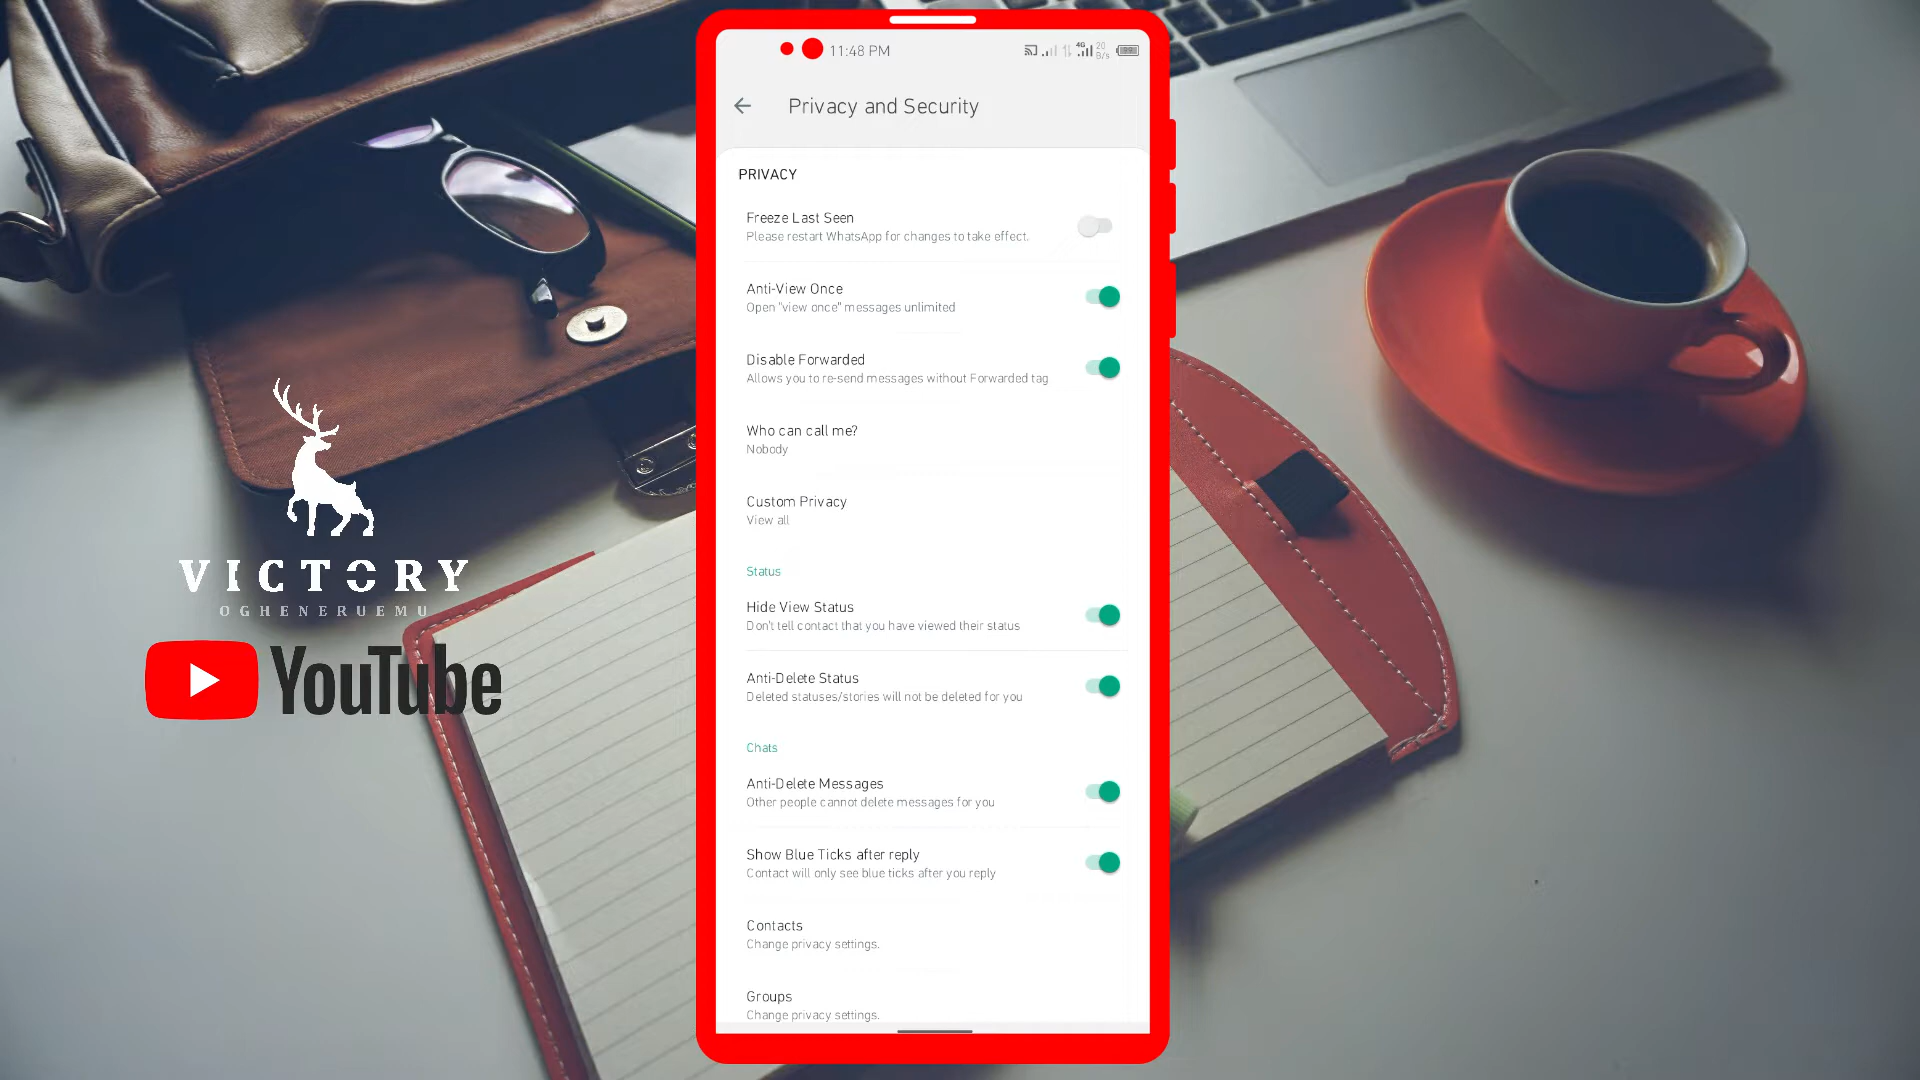 11:48 PM
4G
20
B/s
Privacy and Security
PRIVACY
Freeze Last Seen
Please restart WhatsApp for changes to take effect.
Anti-View Once
Open "view once" messages unlimited
Disable Forwarded
Allows you to re-send messages without Forwarded tag
Who can call me?
Nobody
Custom Privacy
View all
Status
Hide View Status
Don't tell contact that you have viewed their status
Anti-Delete Status
Deleted statuses/stories will not be deleted for you
Chats
Anti-Delete Messages
Other people cannot delete messages for you
Show Blue Ticks after reply
Contact will only see blue ticks after you reply
Contacts
Change privacy settings.
Groups
Change privacy settings.
VICTORY
OGHENERUEMU
YouTube